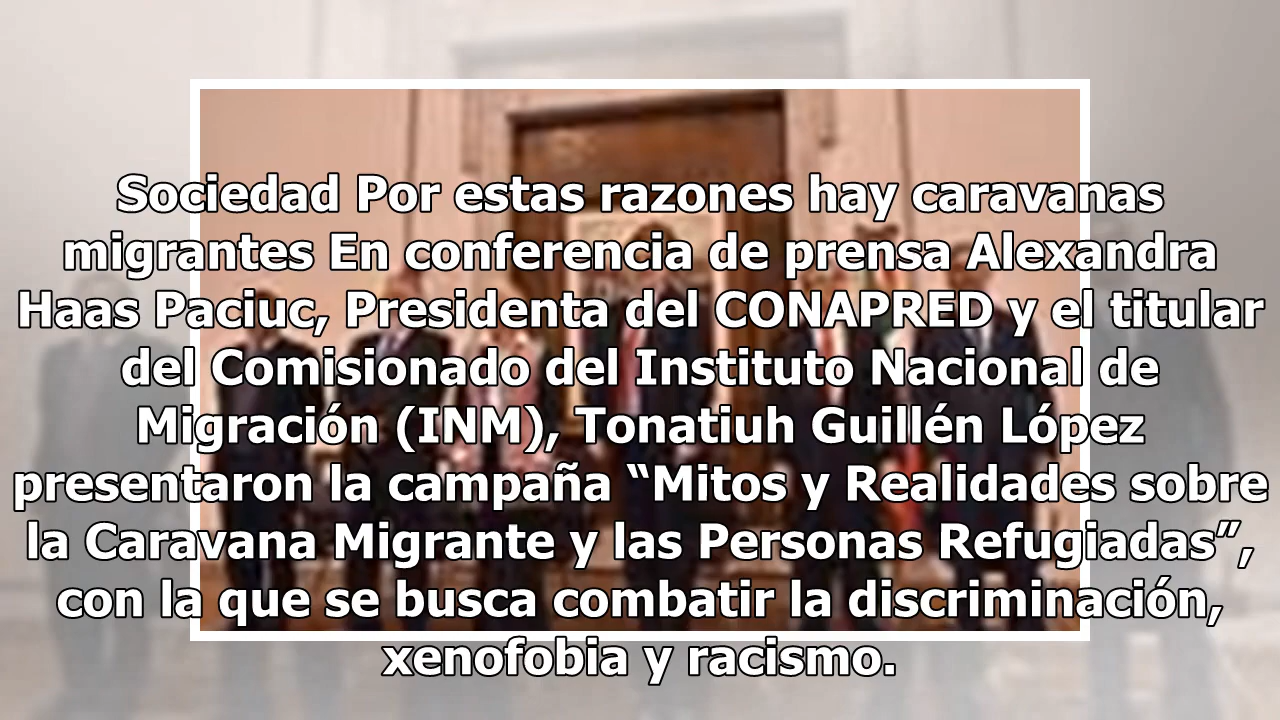 Sociedad Por estas razones hay caravanas
migrantes En conferencia de prensa Alexandra
Haas Paciuc, Presidenta del CONAPRED y el titular
del Comisionado del Instituto Nacional de
Migración (INM), Tonatiuh Guillén López
presentaron la campaña “Mitos y Realidades sobre
la Caravana Migrante y las Personas Refugiadas”,
con la que se busca combatir la discriminación,
xenofobia y racismo.